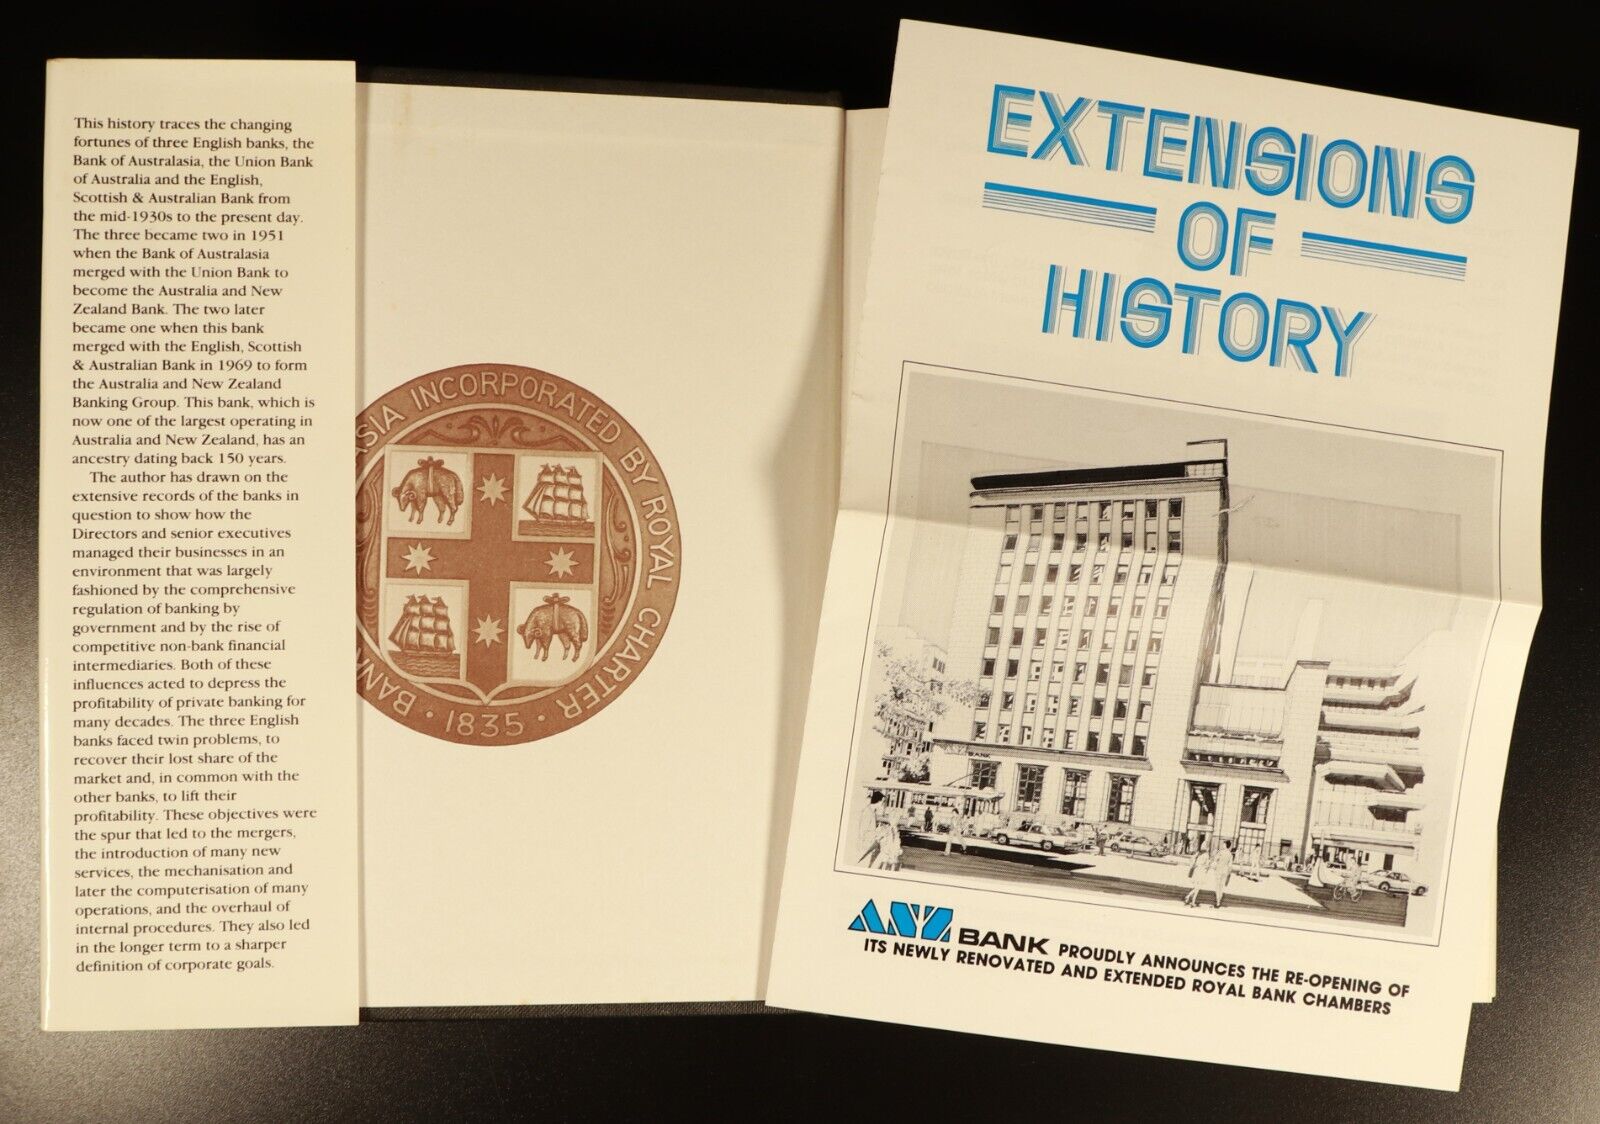 This history traces the changing
fortunes of three English banks, the
Bank of Australasia, the Union Bank
of Australia and the English,
Scottish & Australian Bank from
the mid-1930s to the present day.
The three became two in 1951
when the Bank of Australasia
merged with the Union Bank to
become the Australia and New
Zealand Bank. The two later
became one when this bank
merged with the English, Scottish
& Australian Bank in 1969 to form
the Australia and New Zealand
Banking Group. This bank, which is
now one of the largest operating in
Australia and New Zealand, has an
ancestry dating back 150 years.
The author has drawn on the
extensive records of the banks in
question to show how the
Directors and senior executives
managed their businesses in an
environment that was largely
fashioned by the comprehensive
regulation of banking by
government and by the rise of
competitive non-bank financial
intermediaries. Both of these
influences acted to depress the
profitability of private banking for
many decades. The three English
banks faced twin problems, to
recover their lost share of the
market and, in common with the
other banks, to lift their
profitability. These objectives were
the spur that led to the mergers,
the introduction of many new
services, the mechanisation and
later the computerisation of many
operations, and the overhaul of
internal procedures. They also led
in the longer term to a sharper
definition of corporate goals.
BANK ASIA INCORPORATED BY ROYAL CHARTER
· 1835 ·
EXTENSIONS
OF
HISTORY
BANK
ANZ BANK PROUDLY ANNOUNCES THE RE-OPENING OF
ITS NEWLY RENOVATED AND EXTENDED ROYAL BANK CHAMBERS